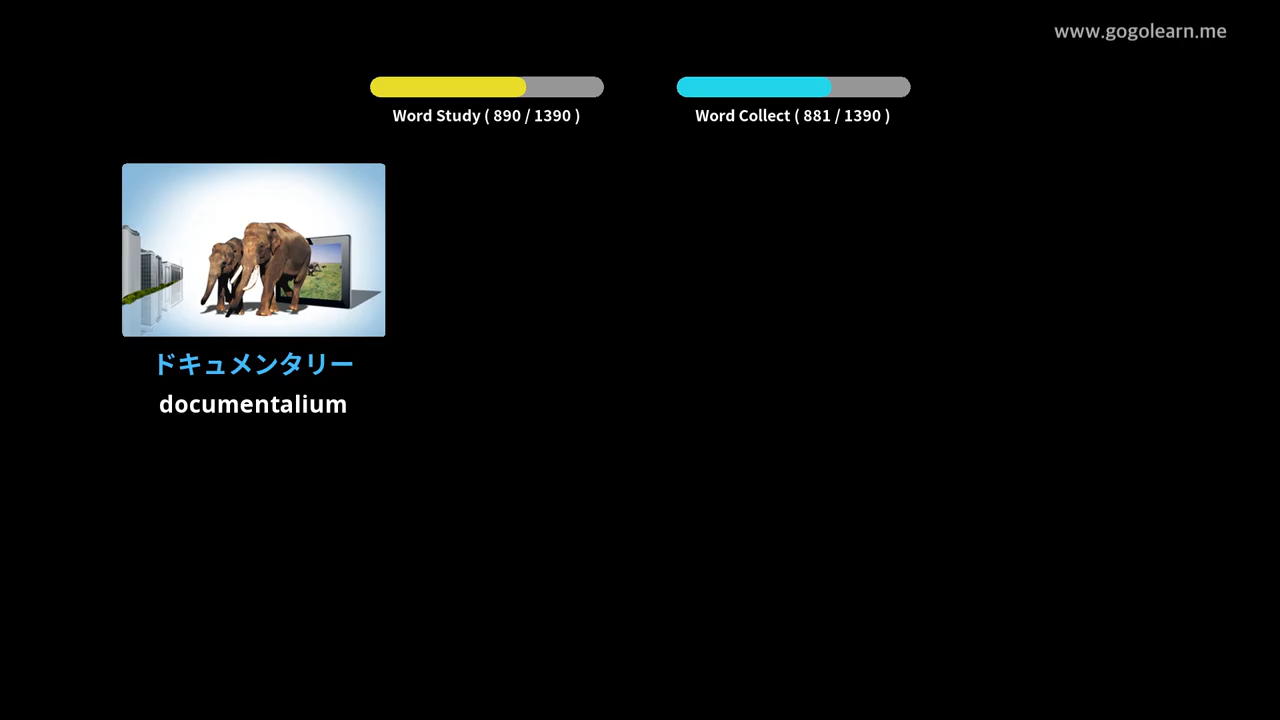 www.gogolearn.me
Word Study ( 890 / 1390 )
Word Collect ( 881 / 1390 )
ドキュメンタリー
documentalium